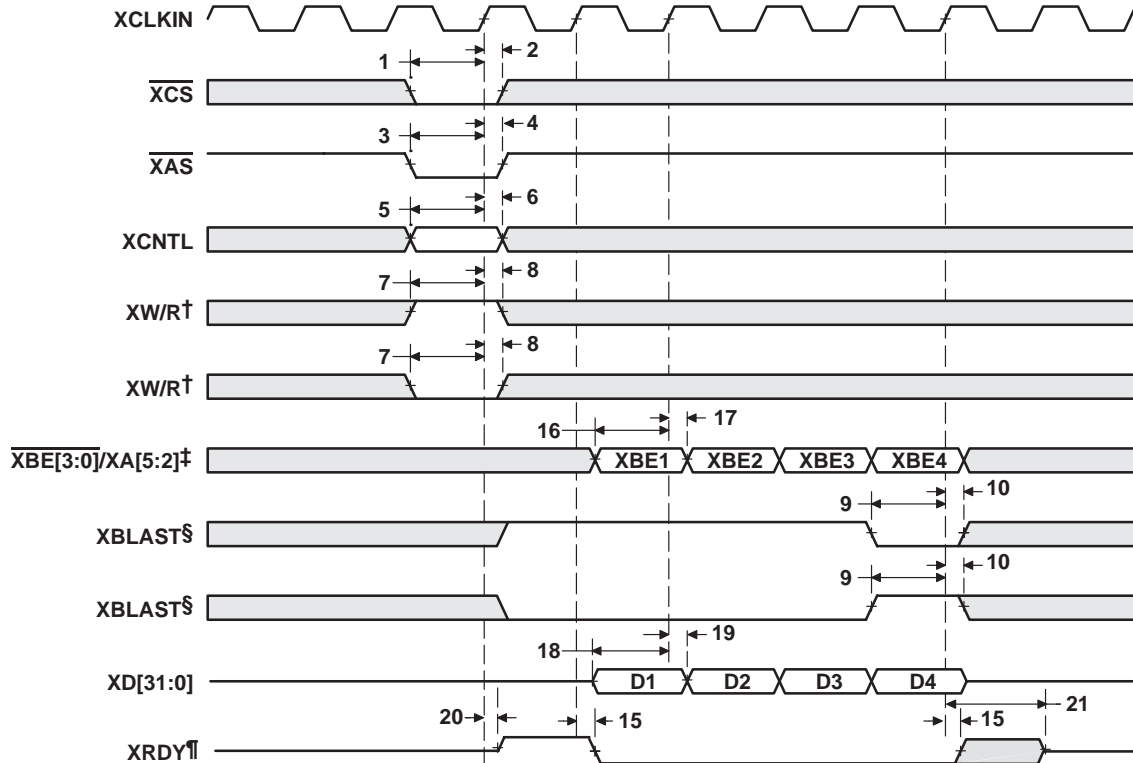 XCLKIN
1
2
XCS
3
4
XAS
5
6
XCNTL
7
8
XW/R†
7
8
XW/R†
16
17
XBE[3:0]/XA[5:2]‡
XBE1 XBE2 XBE3 XBE4
9
10
XBLAST§
9
10
XBLAST§
18
19
XD[31:0]
D1 D2 D3 D4
20
15
15
21
XRDY¶